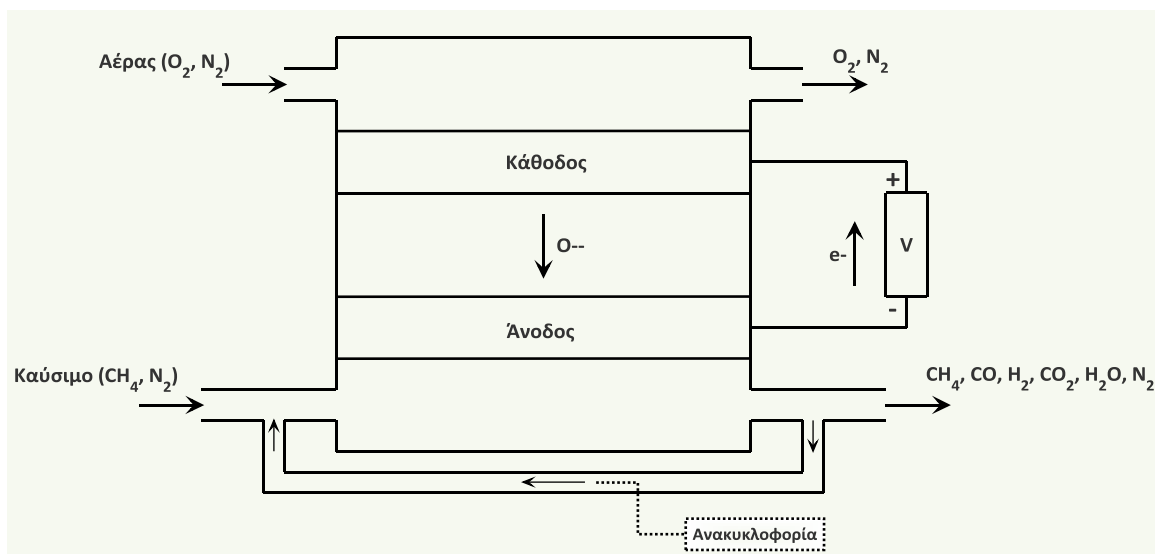 Αέρας (O2, N2)
O2, N2
Κάθοδος
+
O--
e-
V
Άνοδος
-
Καύσιμο (CH4, N2)
CH4, CO, H2, CO2, H2O, N2
Ανακυκλοφορία